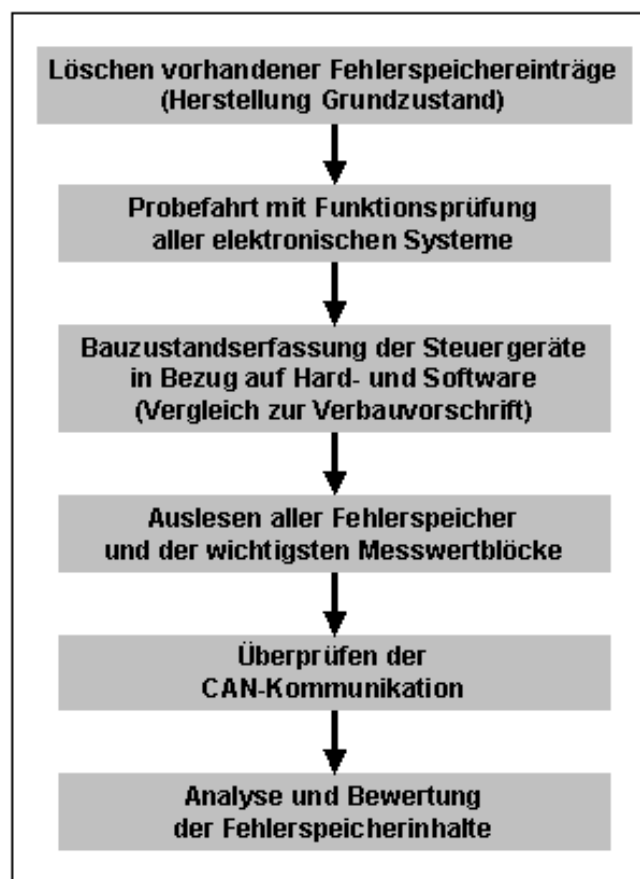 Löschen vorhandener Fehlerspeichereinträge
(Herstellung Grundzustand)
Probefahrt mit Funktionsprüfung
aller elektronischen Systeme
Bauzustandserfassung der Steuergeräte
in Bezug auf Hard- und Software
(Vergleich zur Verbauvorschrift)
Auslesen aller Fehlerspeicher
und der wichtigsten Messwertblöcke
Überprüfen der
CAN-Kommunikation
Analyse und Bewertung
der Fehlerspeicherinhalte